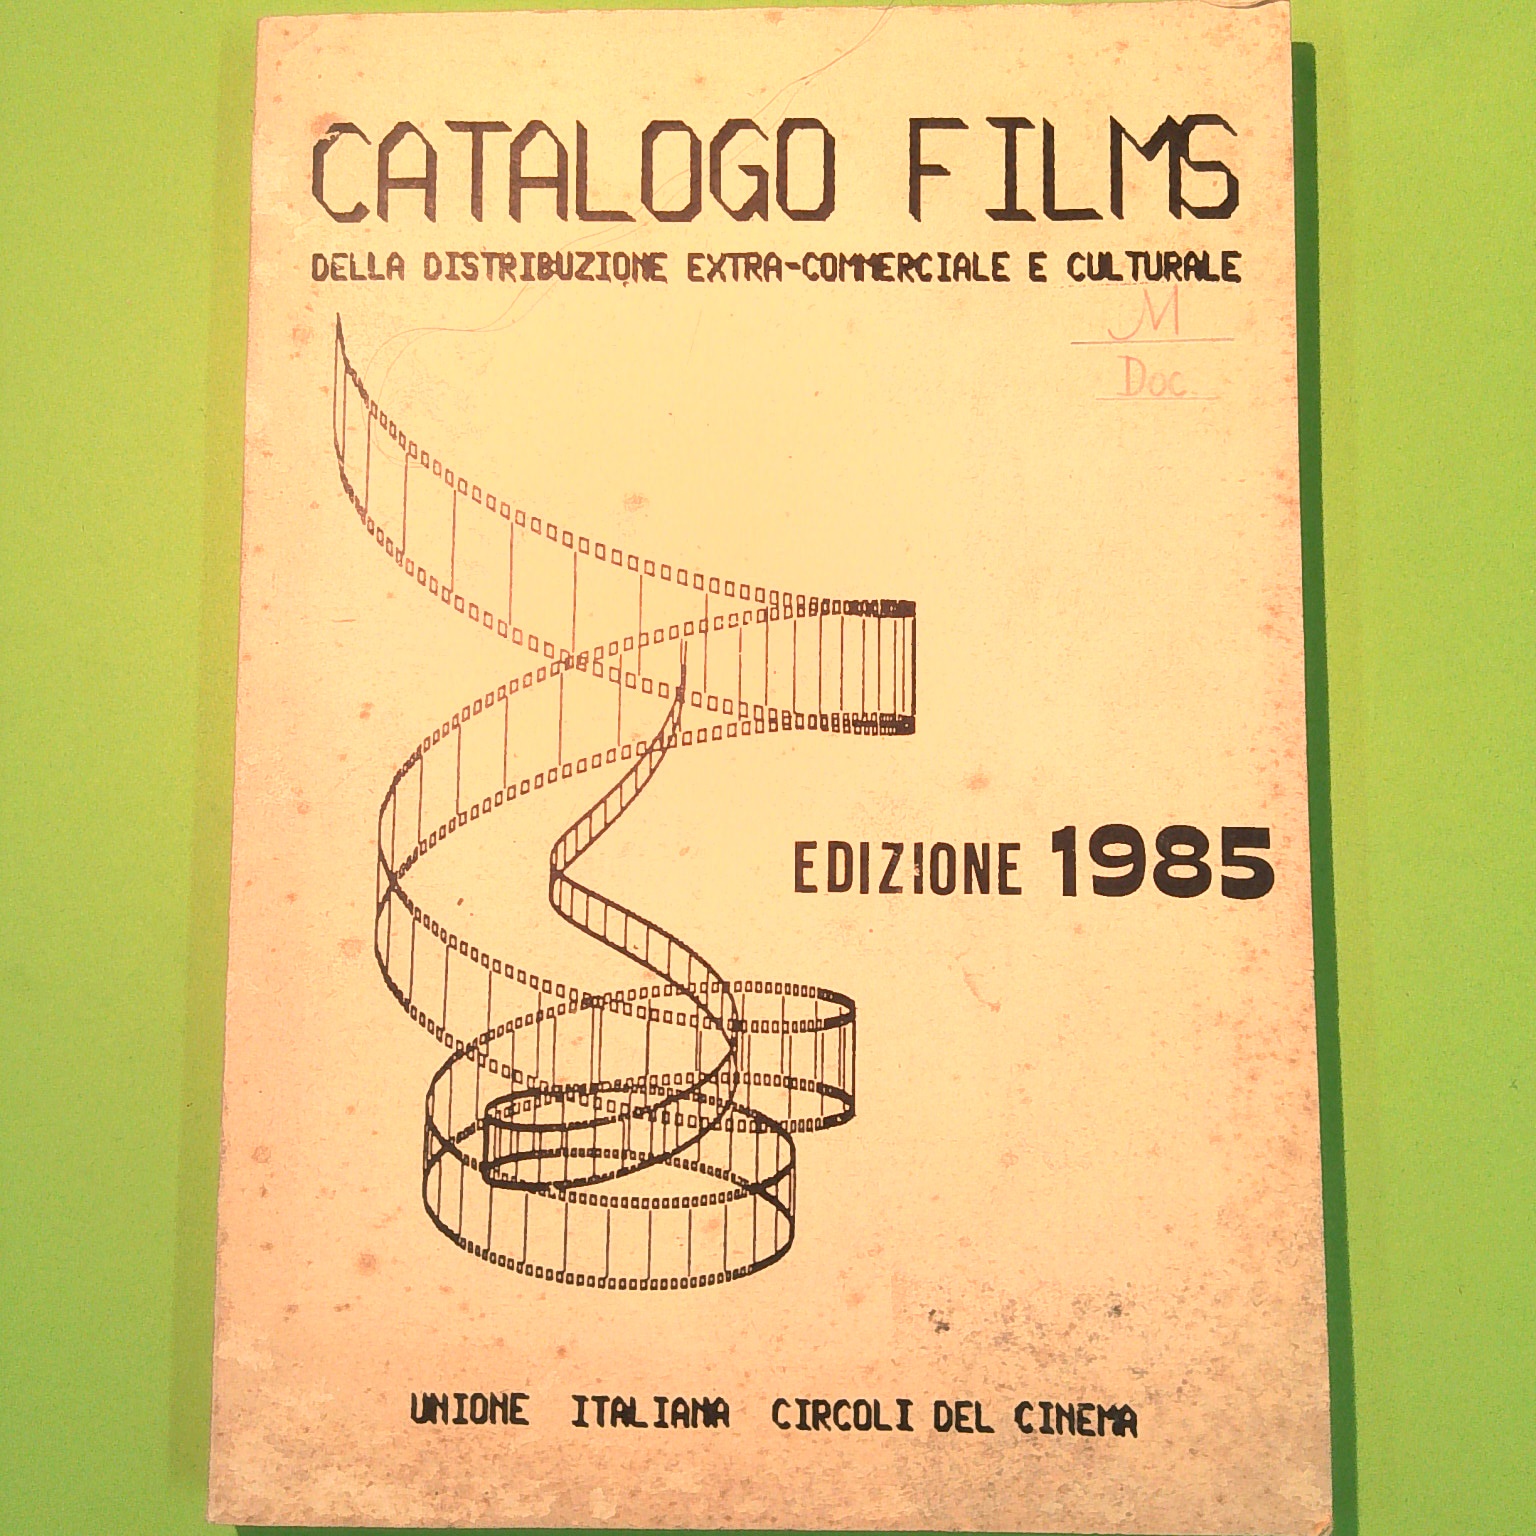 CATALOGO FILMS
DELLA DISTRIBUZIONE EXTRA-COMMERCIALE E CULTURALE
M
Doc.
EDIZIONE 1985
UNIONE ITALIANA CIRCOLI DEL CINEMA